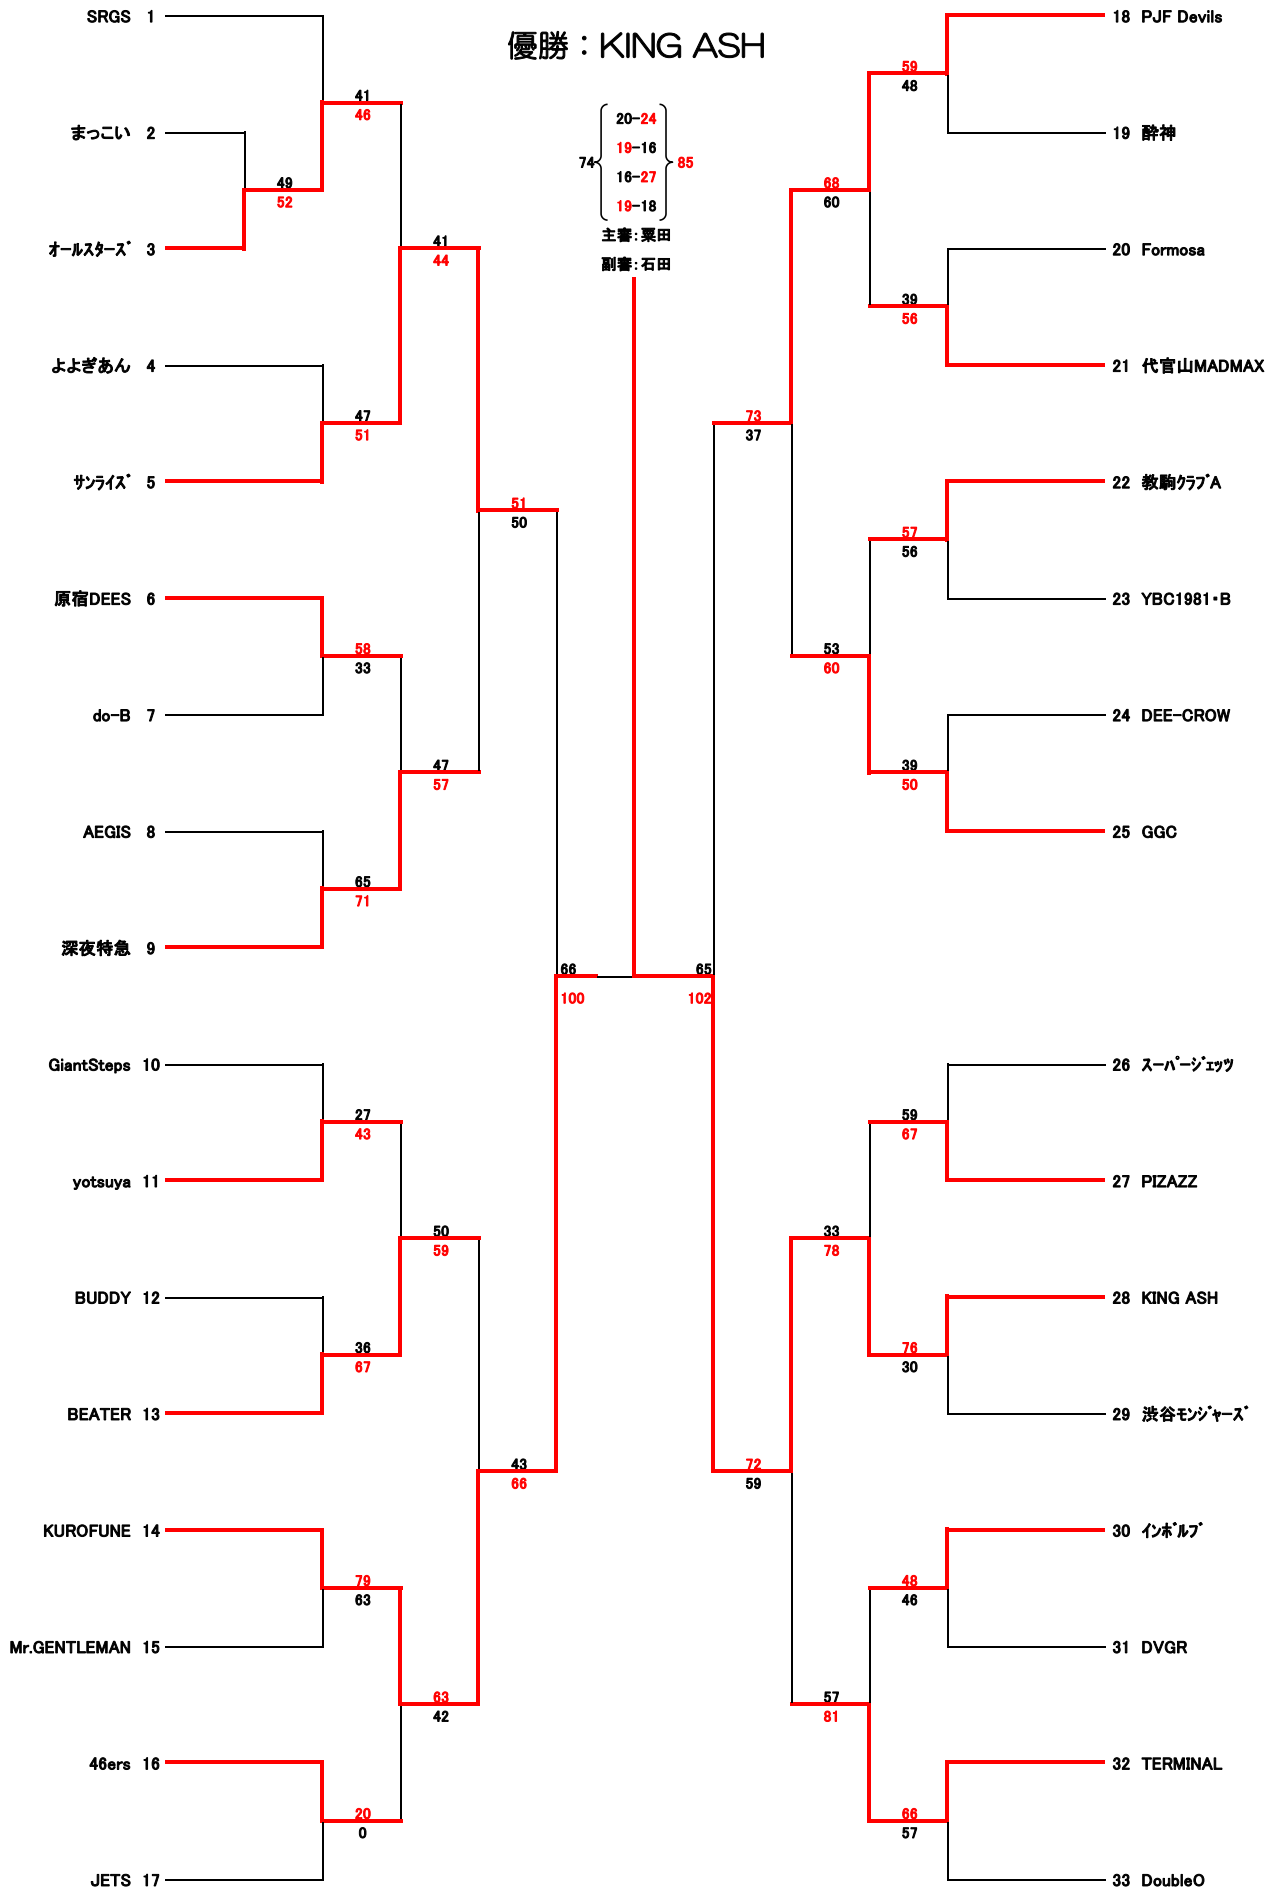 優勝：KING ASH
SRGS 1
41
46
まっこい 2
49
52
オールスターズ 3
41
44
よよぎあん 4
47
51
サンライズ 5
51
50
原宿DEES 6
58
33
do-B 7
47
57
AEGIS 8
65
71
深夜特急 9
66
100
GiantSteps 10
27
43
yotsuya 11
50
59
BUDDY 12
36
67
BEATER 13
43
66
KUROFUNE 14
79
63
Mr.GENTLEMAN 15
63
42
46ers 16
20
0
JETS 17
20-24
19-16
74 85
16-27
19-18
主審：粟田
副審：石田
18 PJF Devils
59
48
19 酔神
68
60
20 Formosa
39
56
21 代官山MADMAX
73
37
22 教駒クラブA
57
56
23 YBC1981・B
53
60
24 DEE-CROW
39
50
25 GGC
65
102
26 スーパージェッツ
59
67
27 PIZAZZ
33
78
28 KING ASH
76
30
29 渋谷モンジャーズ
72
59
30 インボルブ
48
46
31 DVGR
57
81
32 TERMINAL
66
57
33 DoubleO